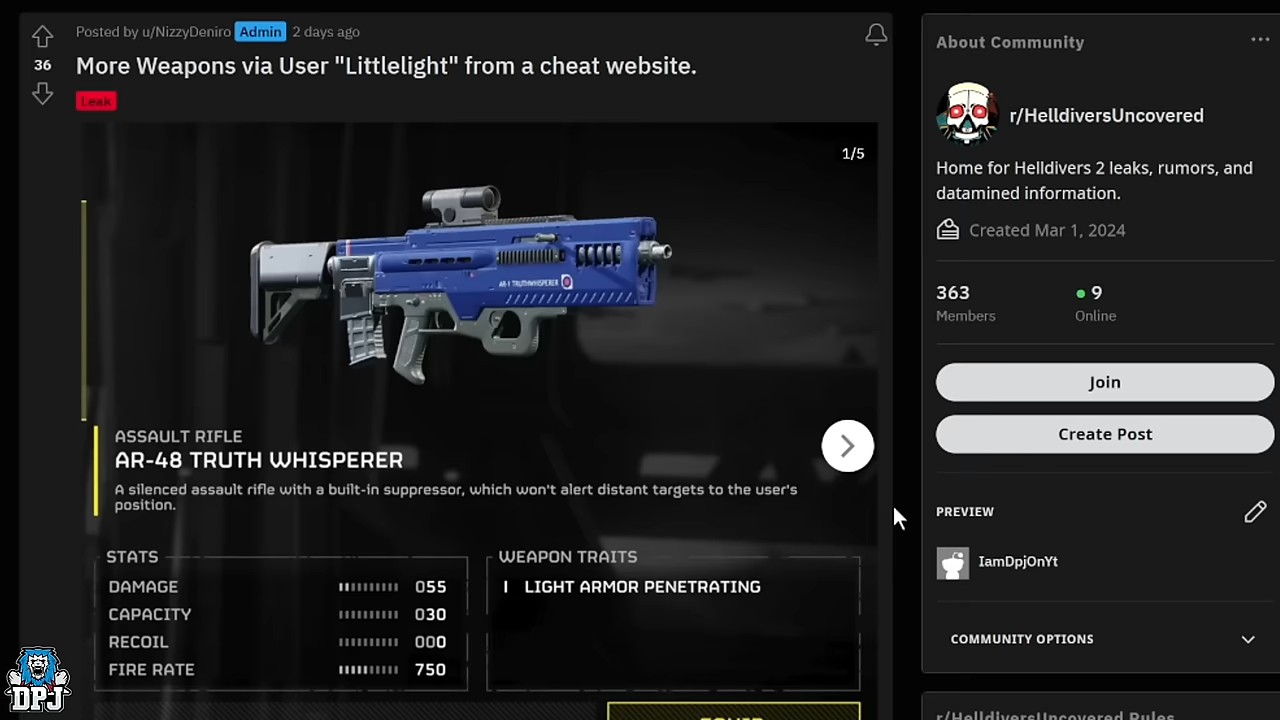 Posted by u/NizzyDeniro Admin 2 days ago
36
More Weapons via User "Littlelight" from a cheat website.
Leak
1/5
AR-1 TRUTHWHISPERER
ASSAULT RIFLE
AR-48 TRUTH WHISPERER
A silenced assault rifle with a built-in suppressor, which won't alert distant targets to the user's
position.
STATS
DAMAGE 055
CAPACITY 030
RECOIL 000
FIRE RATE 750
WEAPON TRAITS
I LIGHT ARMOR PENETRATING
About Community
r/HelldiversUncovered
Home for Helldivers 2 leaks, rumors, and
datamined information.
Created Mar 1, 2024
363 9
Members Online
Join
Create Post
PREVIEW
IamDpjOnYt
COMMUNITY OPTIONS
r/HelldiversUncovered Rules
DPJ